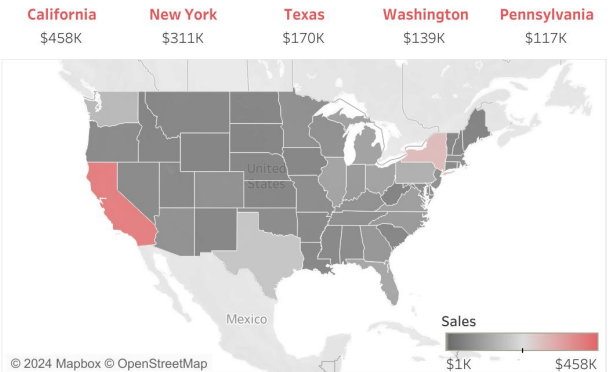 California New York Texas Washington Pennsylvania
$458K $311K $170K $139K $117K
United
States
Mexico
Sales
$1K $458K
© 2024 Mapbox © OpenStreetMap